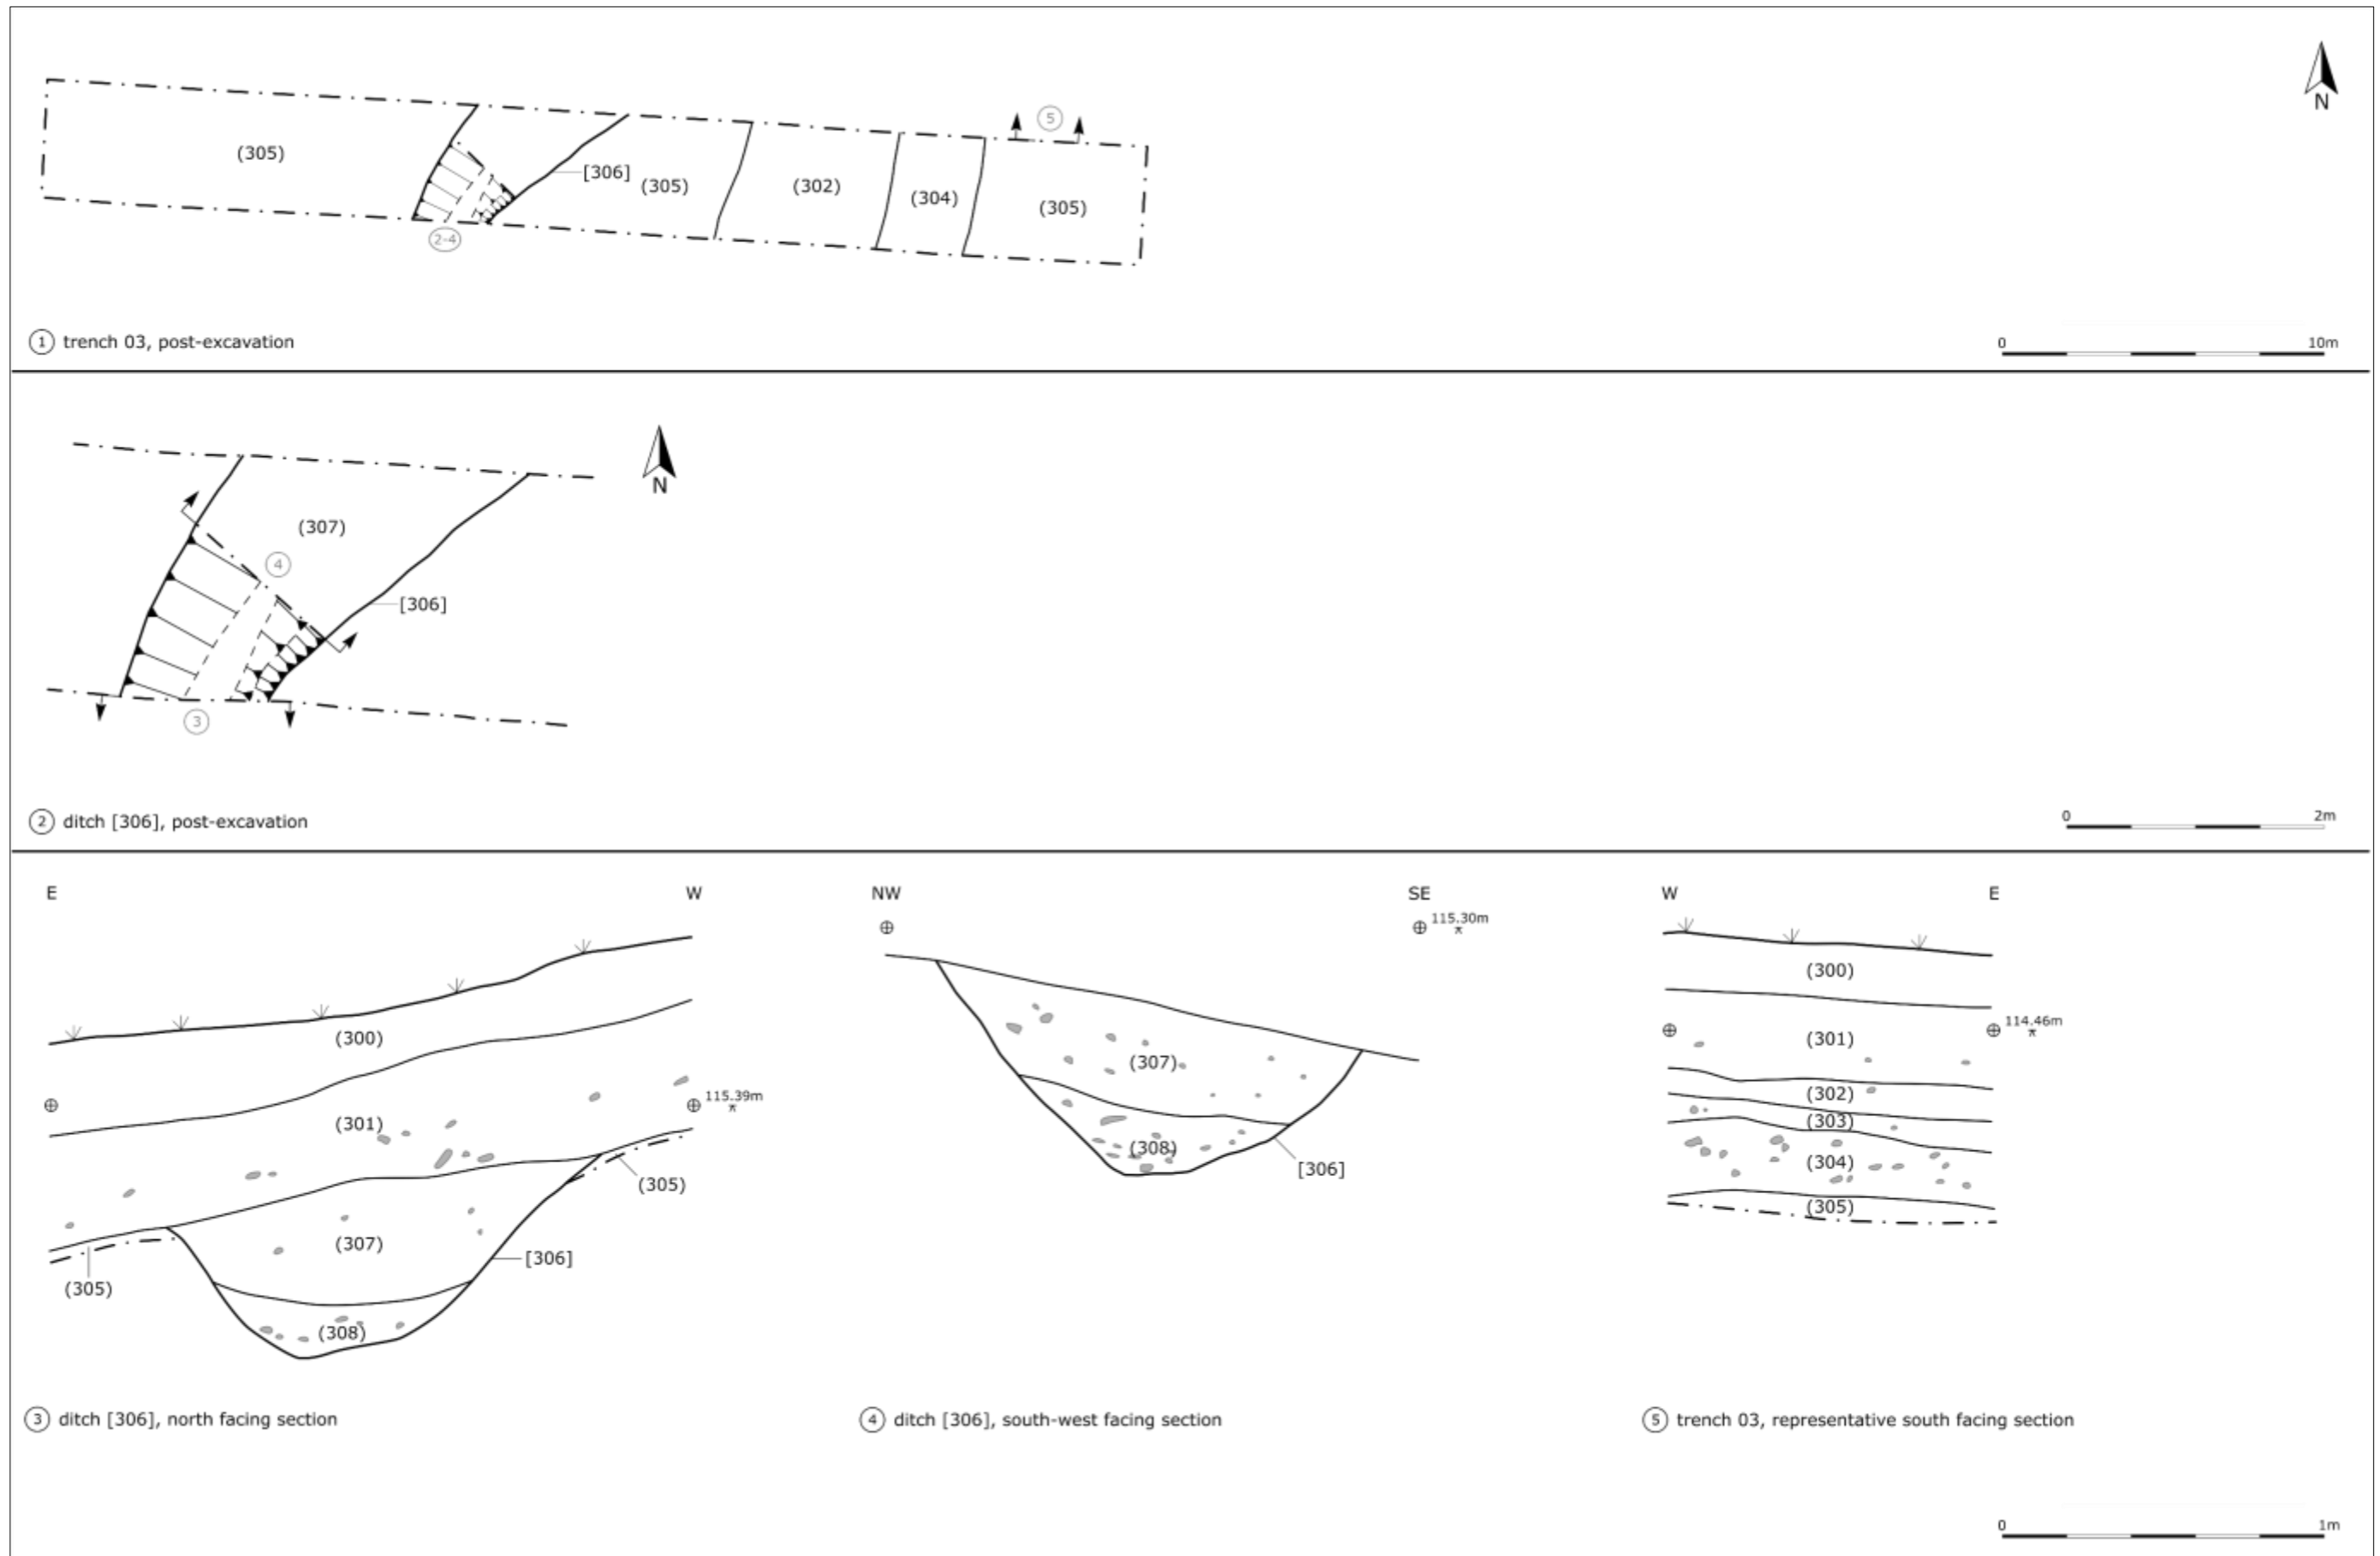 5
N
(305)
[306]
(305)
(302)
(304)
(305)
2-4
1 trench 03, post-excavation
0 10m
N
(307)
4
[306]
3
2 ditch [306], post-excavation
0 2m
E W
(300)
115.39m
(301)
(305)
(307)
[306]
(305)
(308)
3 ditch [306], north facing section
NW SE
115.30m
(307)
(308)
[306]
4 ditch [306], south-west facing section
W E
(300)
114.46m
(301)
(302)
(303)
(304)
(305)
5 trench 03, representative south facing section
0 1m